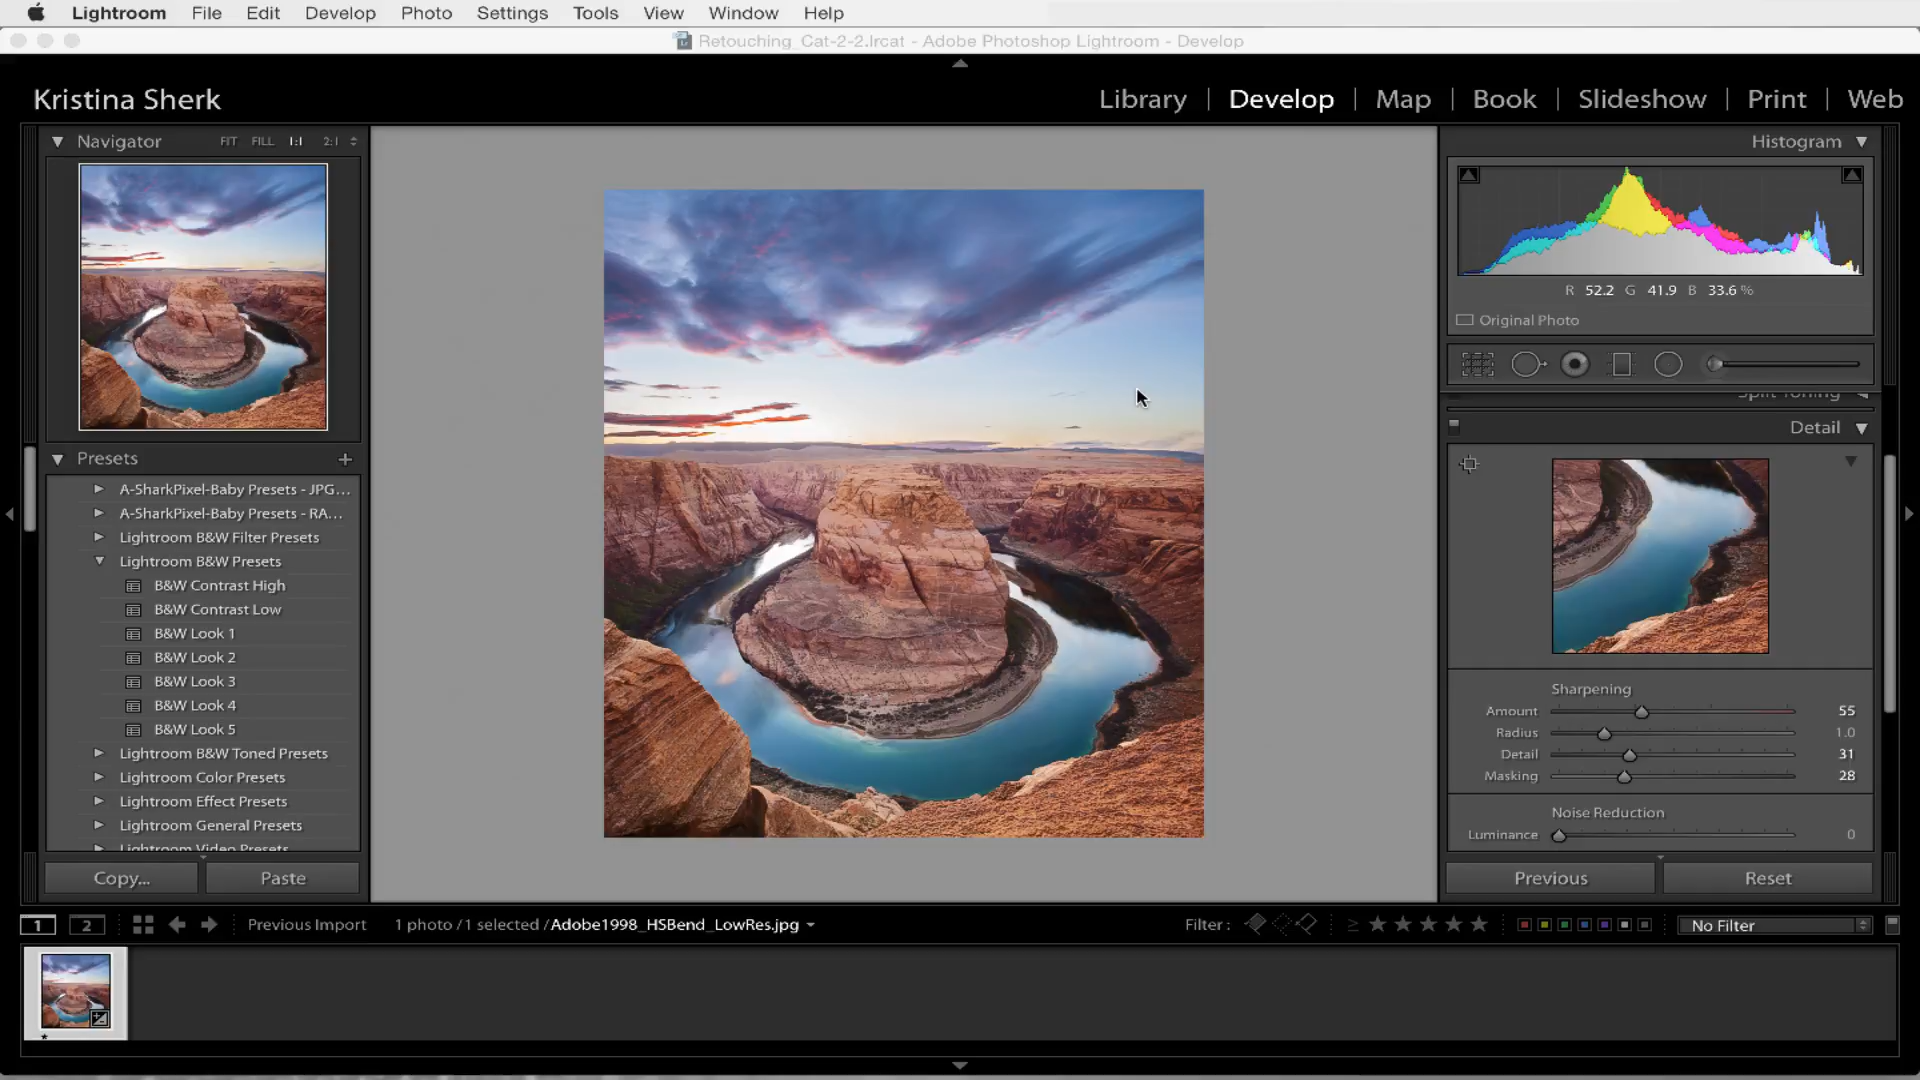 Lightroom File Edit Develop Photo Settings Tools View Window Help
Retouching_Cat-2-2.lrcat - Adobe Photoshop Lightroom - Develop
Kristina Sherk
Library | Develop | Map | Book | Slideshow | Print | Web
Navigator FIT FILL 1:1 2:1
Histogram
R 52.2 G 41.9 B 33.6 %
Original Photo
Split Toning
Detail
Presets +
A-SharkPixel-Baby Presets - JPG...
A-SharkPixel-Baby Presets - RA...
Lightroom B&W Filter Presets
Lightroom B&W Presets
B&W Contrast High
B&W Contrast Low
B&W Look 1
B&W Look 2
B&W Look 3
B&W Look 4
B&W Look 5
Lightroom B&W Toned Presets
Lightroom Color Presets
Lightroom Effect Presets
Lightroom General Presets
Lightroom Video Presets
Sharpening
Amount 55
Radius 1.0
Detail 31
Masking 28
Noise Reduction
Luminance 0
Copy... Paste
Previous Reset
1 2 Previous Import 1 photo / 1 selected / Adobe1998_HSBend_LowRes.jpg Filter : ≥ No Filter